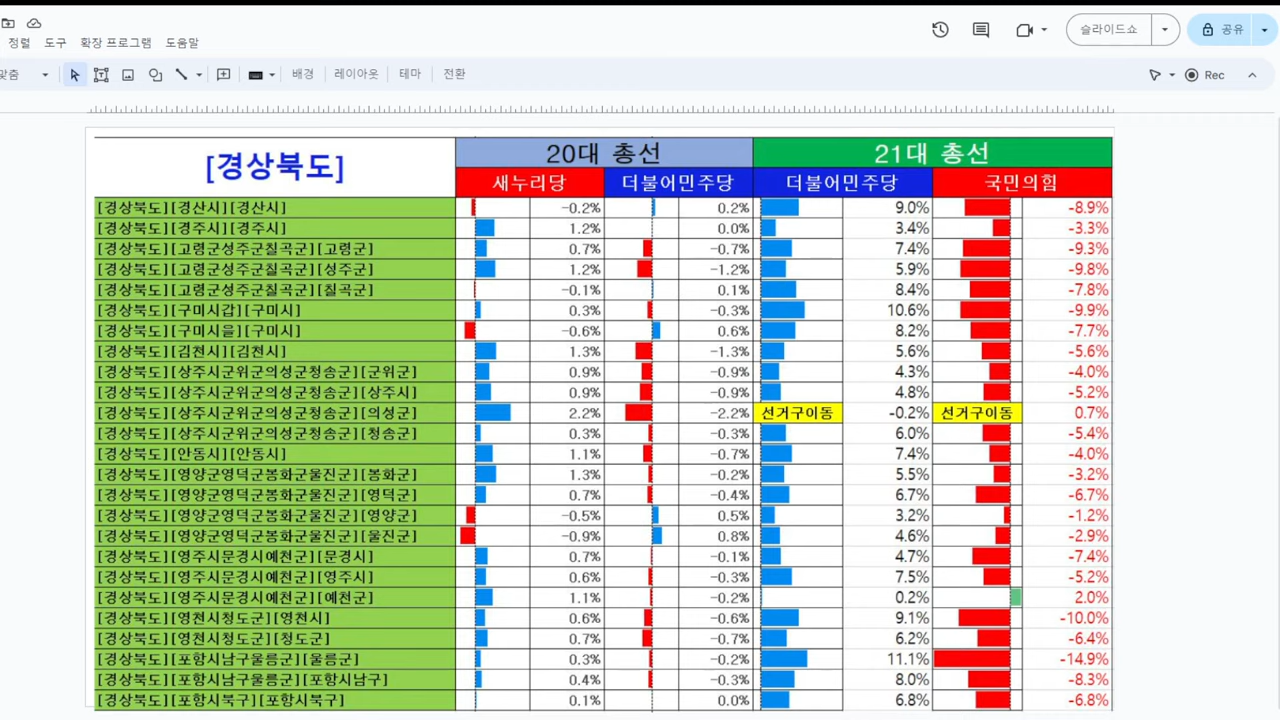 정렬 도구 확장 프로그램 도움말 슬라이드쇼 공유
맞춤 배경 레이아웃 테마 전환 Rec
[경상북도] 20대 총선 21대 총선
새누리당 더불어민주당 더불어민주당 국민의힘
[경상북도][경산시][경산시] -0.2% 0.2% 9.0% -8.9%
[경상북도][경주시][경주시] 1.2% 0.0% 3.4% -3.3%
[경상북도][고령군성주군칠곡군][고령군] 0.7% -0.7% 7.4% -9.3%
[경상북도][고령군성주군칠곡군][성주군] 1.2% -1.2% 5.9% -9.8%
[경상북도][고령군성주군칠곡군][칠곡군] -0.1% 0.1% 8.4% -7.8%
[경상북도][구미시갑][구미시] 0.3% -0.3% 10.6% -9.9%
[경상북도][구미시을][구미시] -0.6% 0.6% 8.2% -7.7%
[경상북도][김천시][김천시] 1.3% -1.3% 5.6% -5.6%
[경상북도][상주시군위군의성군청송군][군위군] 0.9% -0.9% 4.3% -4.0%
[경상북도][상주시군위군의성군청송군][상주시] 0.9% -0.9% 4.8% -5.2%
[경상북도][상주시군위군의성군청송군][의성군] 2.2% -2.2% 선거구이동 -0.2% 선거구이동 0.7%
[경상북도][상주시군위군의성군청송군][청송군] 0.3% -0.3% 6.0% -5.4%
[경상북도][안동시][안동시] 1.1% -0.7% 7.4% -4.0%
[경상북도][영양군영덕군봉화군울진군][봉화군] 1.3% -0.2% 5.5% -3.2%
[경상북도][영양군영덕군봉화군울진군][영덕군] 0.7% -0.4% 6.7% -6.7%
[경상북도][영양군영덕군봉화군울진군][영양군] -0.5% 0.5% 3.2% -1.2%
[경상북도][영양군영덕군봉화군울진군][울진군] -0.9% 0.8% 4.6% -2.9%
[경상북도][영주시문경시예천군][문경시] 0.7% -0.1% 4.7% -7.4%
[경상북도][영주시문경시예천군][영주시] 0.6% -0.3% 7.5% -5.2%
[경상북도][영주시문경시예천군][예천군] 1.1% -0.2% 0.2% 2.0%
[경상북도][영천시청도군][영천시] 0.6% -0.6% 9.1% -10.0%
[경상북도][영천시청도군][청도군] 0.7% -0.7% 6.2% -6.4%
[경상북도][포항시남구울릉군][울릉군] 0.3% -0.2% 11.1% -14.9%
[경상북도][포항시남구울릉군][포항시남구] 0.4% -0.3% 8.0% -8.3%
[경상북도][포항시북구][포항시북구] 0.1% 0.0% 6.8% -6.8%